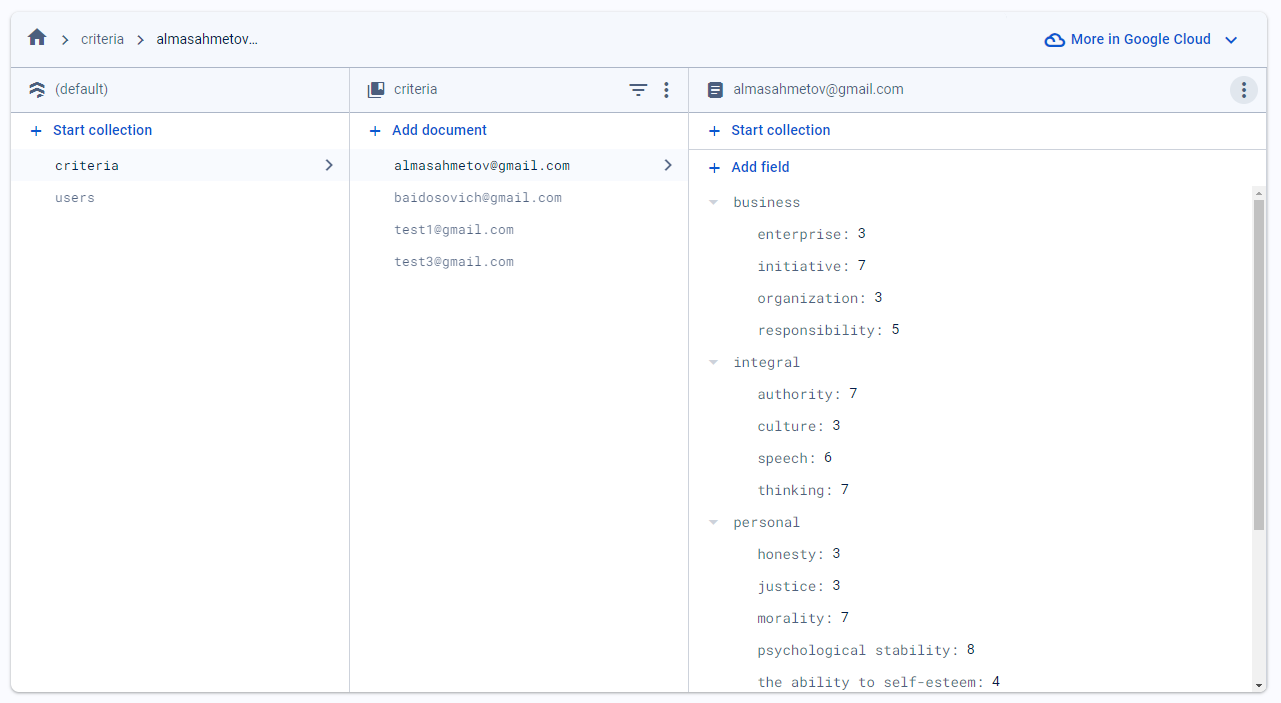 criteria
almasahmetov...
More in Google Cloud
(default)
Start collection
criteria
users
criteria
Add document
almasahmetov@gmail.com
baidosovich@gmail.com
test1@gmail.com
test3@gmail.com
almasahmetov@gmail.com
Start collection
Add field
business
enterprise: 3
initiative: 7
organization: 3
responsibility: 5
integral
authority: 7
culture: 3
speech: 6
thinking: 7
personal
honesty: 3
justice: 3
morality: 7
psychological stability: 8
the ability to self-esteem: 4